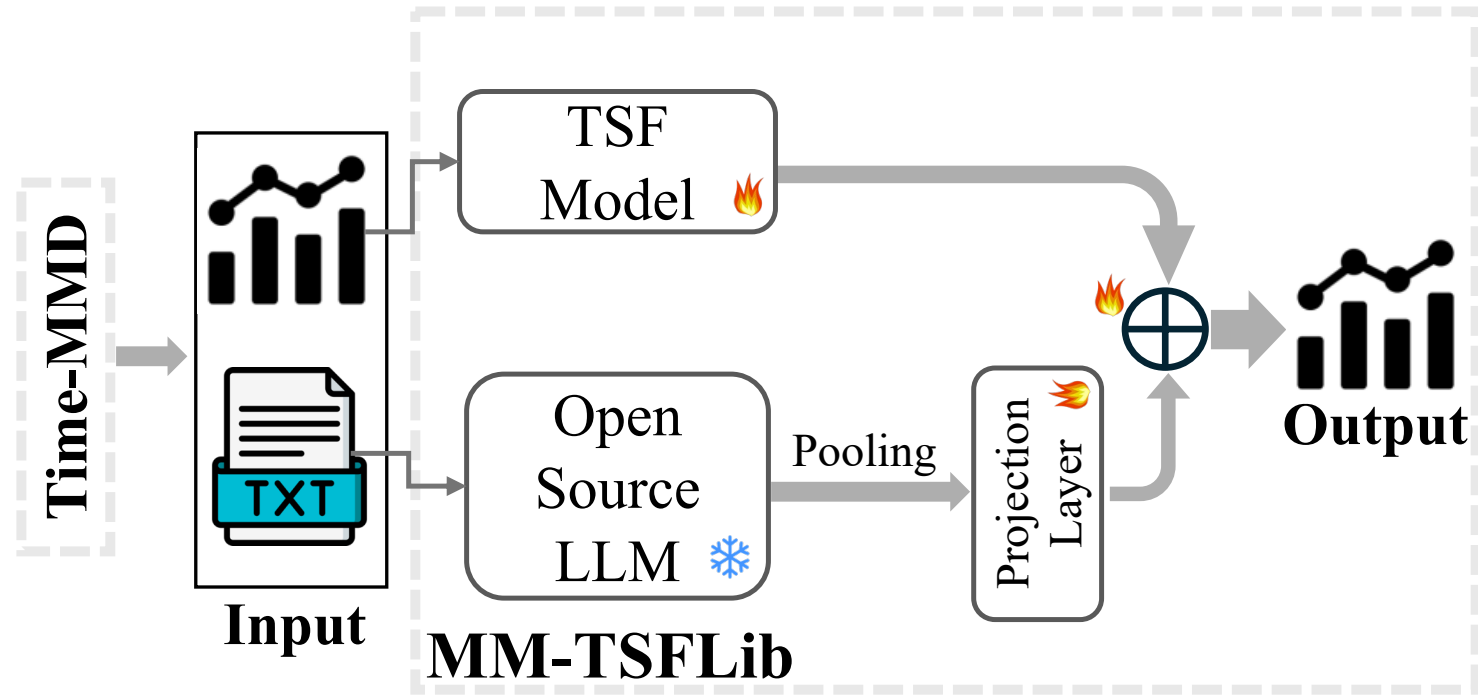 Time-MMD
TXT
Input
TSF
Model
Open
Source
LLM
Pooling
Projection
Layer
Output
MM-TSFLib